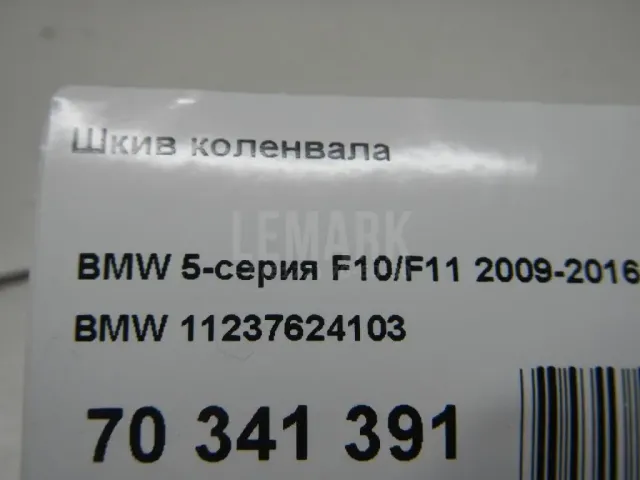 Шкив коленвала
LEMARK
BMW 5-серия F10/F11 2009-2016
BMW 11237624103
70 341 391